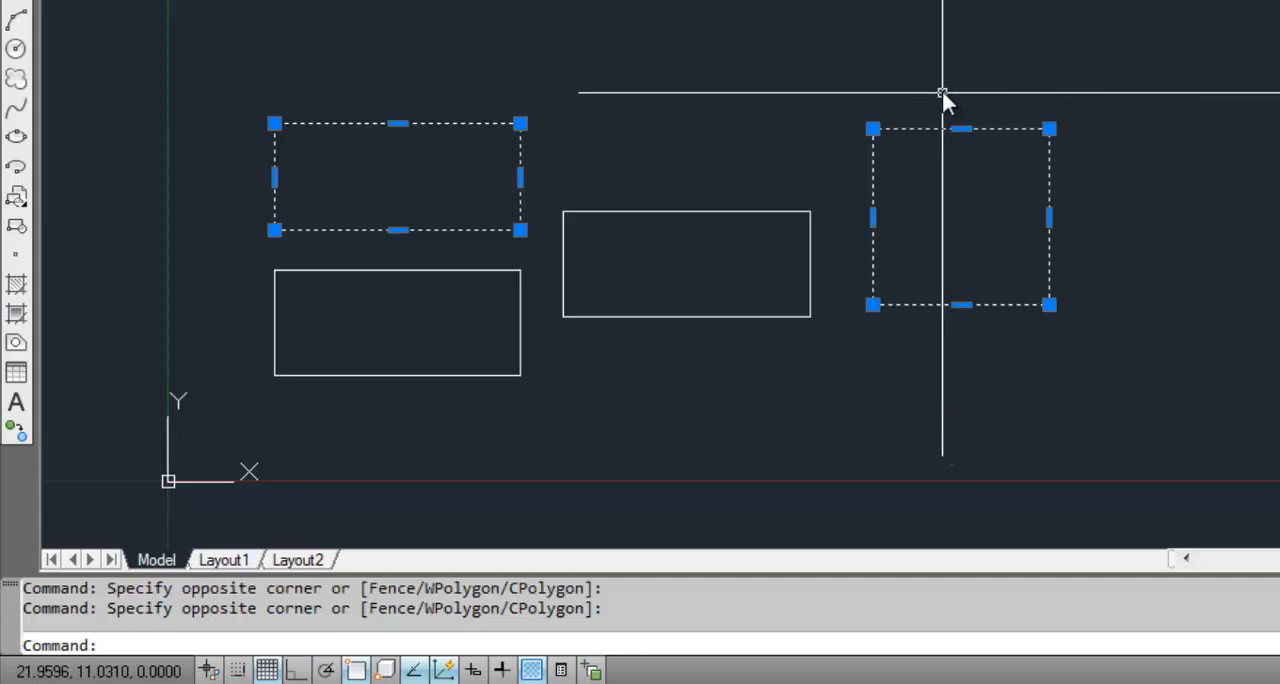 A
Y
X
Model Layout1 Layout2
Command: Specify opposite corner or [Fence/WPolygon/CPolygon]:
Command: Specify opposite corner or [Fence/WPolygon/CPolygon]:
Command:
21.9596, 11.0310, 0.0000